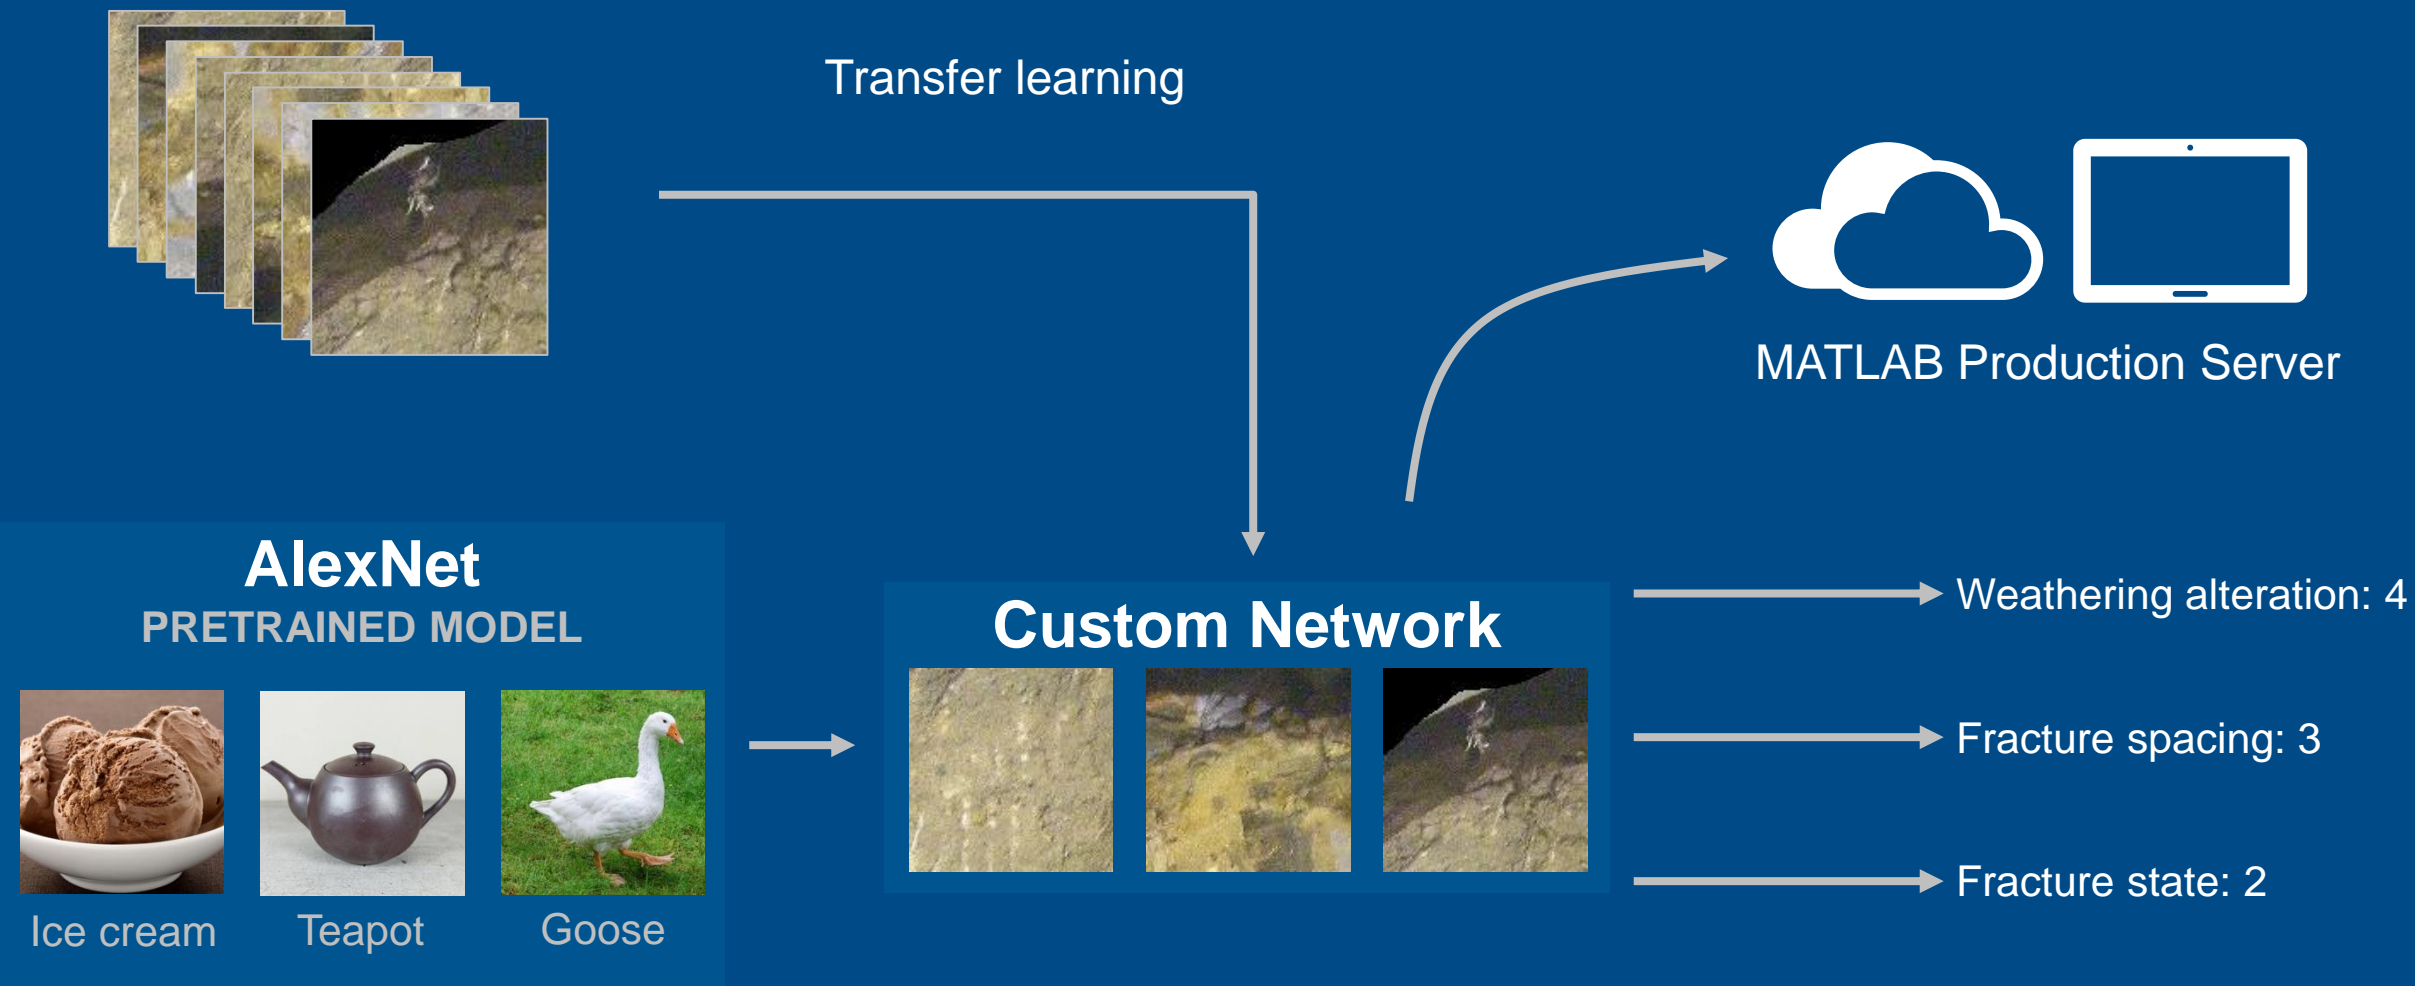 Transfer learning
MATLAB Production Server
AlexNet
PRETRAINED MODEL
Ice cream
Teapot
Goose
Custom Network
Weathering alteration: 4
Fracture spacing: 3
Fracture state: 2